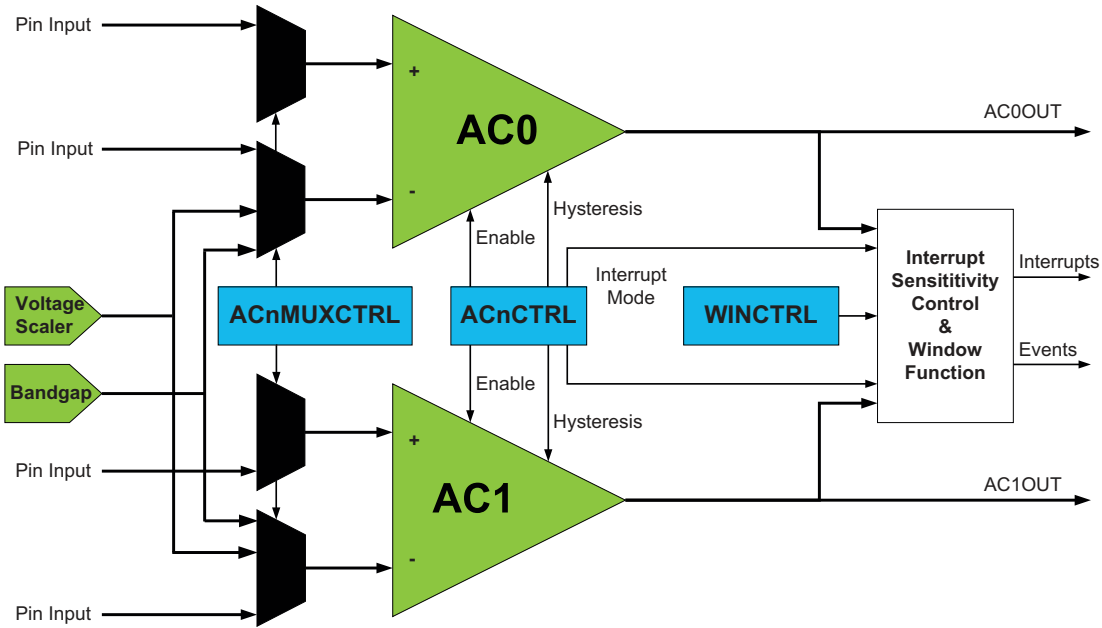 Pin Input
+
AC0
AC0OUT
Pin Input
-
Hysteresis
Enable
Interrupt
Sensititivity
Control
&
Window
Function
Interrupts
Interrupt
Mode
Voltage
Scaler
ACnMUXCTRL
ACnCTRL
WINCTRL
Events
Bandgap
Enable
Hysteresis
+
Pin Input
AC1
AC1OUT
-
Pin Input